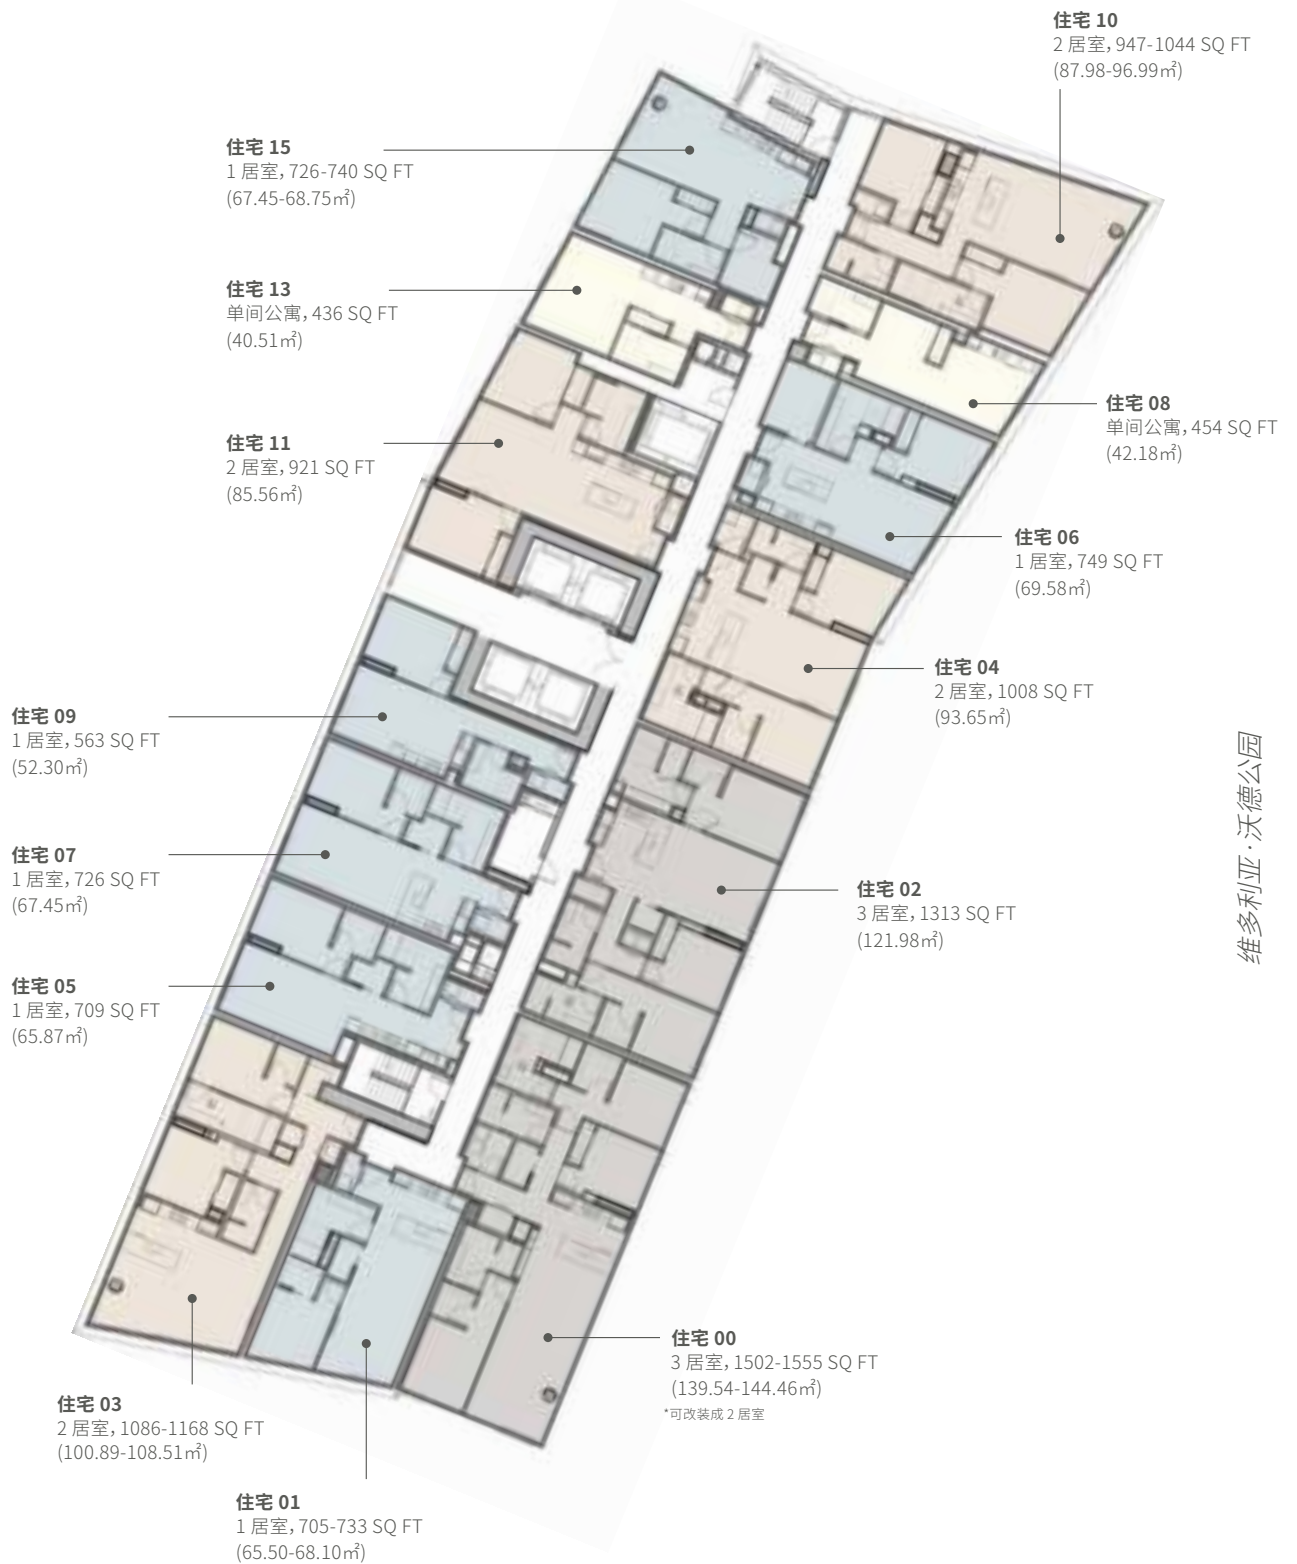 住宅 10
2 居室, 947-1044 SQ FT
(87.98-96.99㎡)
住宅 15
1 居室, 726-740 SQ FT
(67.45-68.75㎡)
住宅 13
单间公寓, 436 SQ FT
(40.51㎡)
住宅 08
单间公寓, 454 SQ FT
(42.18㎡)
住宅 11
2 居室, 921 SQ FT
(85.56㎡)
住宅 06
1 居室, 749 SQ FT
(69.58㎡)
住宅 04
2 居室, 1008 SQ FT
(93.65㎡)
住宅 09
1 居室, 563 SQ FT
(52.30㎡)
维多利亚·沃德公园
住宅 07
1 居室, 726 SQ FT
(67.45㎡)
住宅 02
3 居室, 1313 SQ FT
(121.98㎡)
住宅 05
1 居室, 709 SQ FT
(65.87㎡)
住宅 00
3 居室, 1502-1555 SQ FT
(139.54-144.46㎡)
*可改装成 2 居室
住宅 03
2 居室, 1086-1168 SQ FT
(100.89-108.51㎡)
住宅 01
1 居室, 705-733 SQ FT
(65.50-68.10㎡)